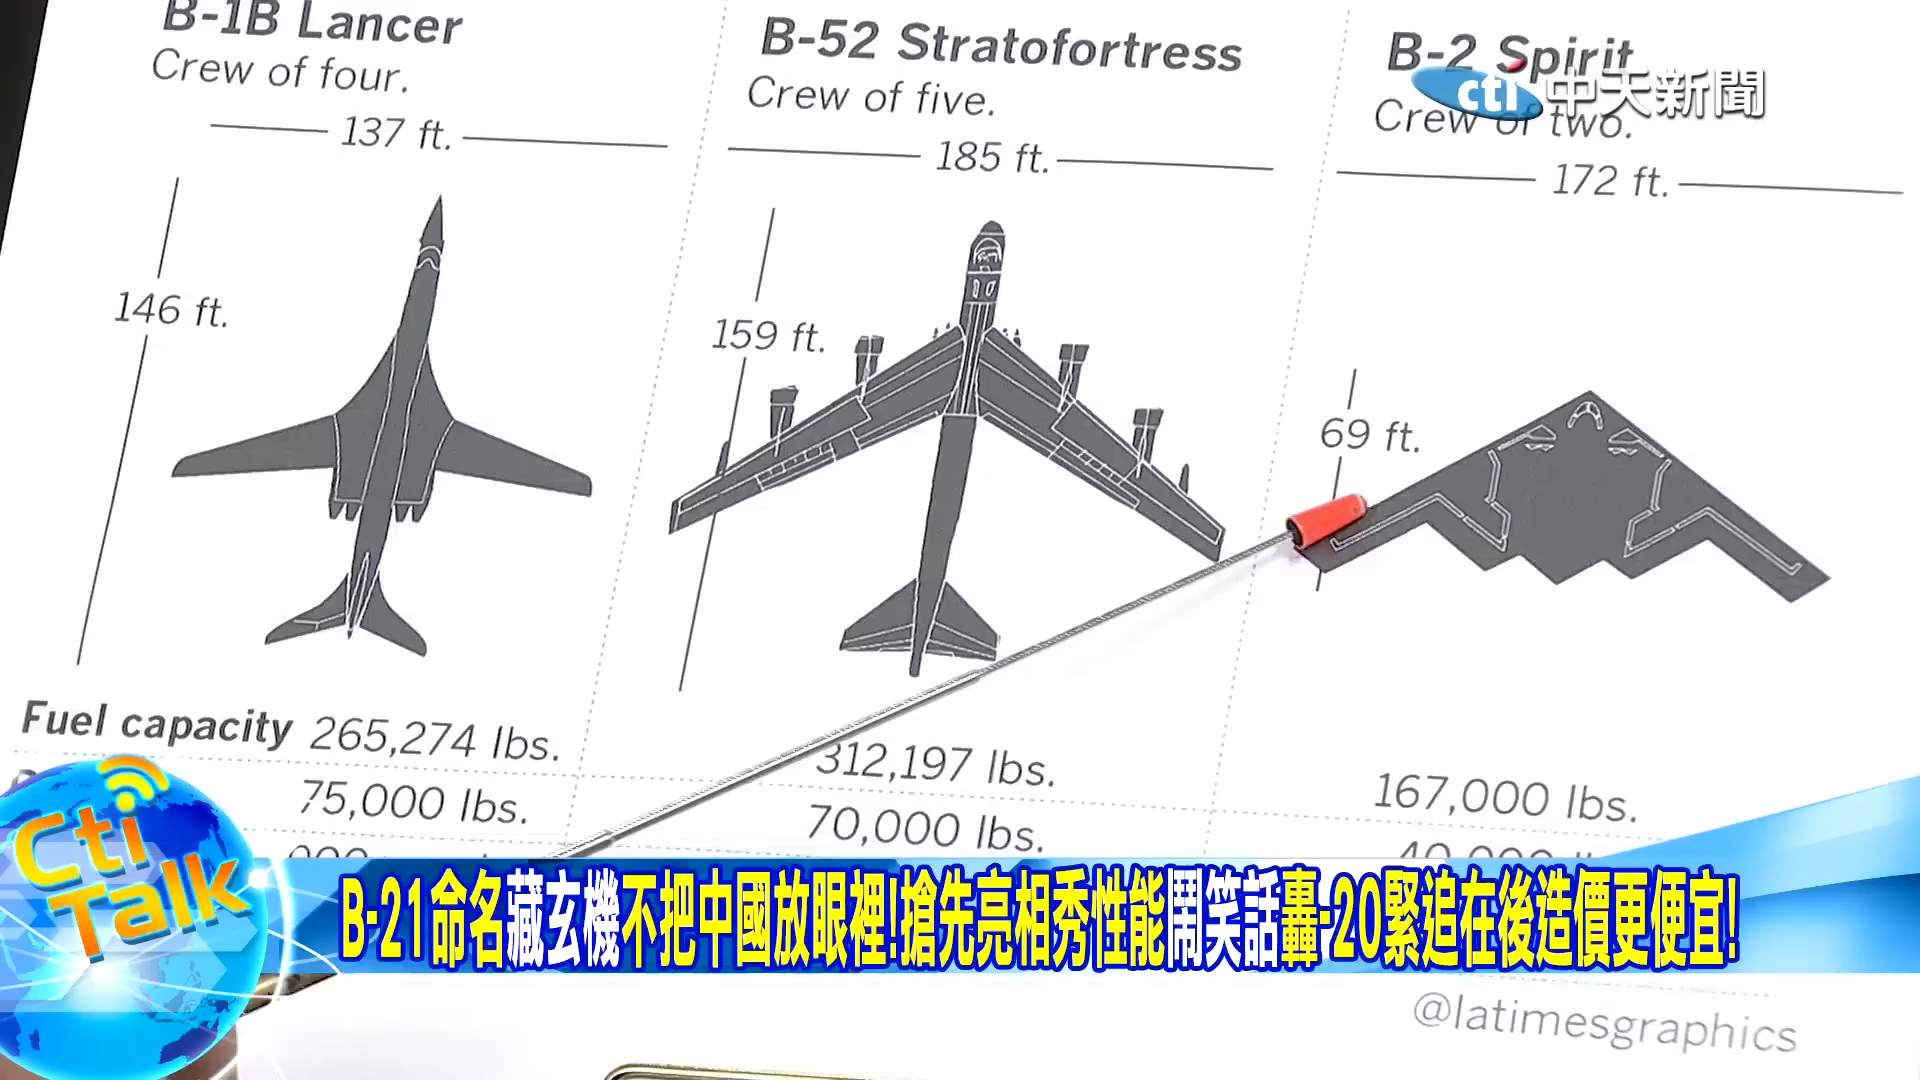 B-1B Lancer
Crew of four.
137 ft.
146 ft.
B-52 Stratofortress
Crew of five.
185 ft.
159 ft.
B-2 Spirit
Crew of two.
172 ft.
69 ft.
cti 中天新聞
Fuel capacity 265,274 lbs. 312,197 lbs. 167,000 lbs.
75,000 lbs. 70,000 lbs.
Cti
Talk
B-21命名藏玄機不把中國放眼裡!搶先亮相秀性能鬧笑話轟-20緊追在後造價更便宜!
@latimesgraphics